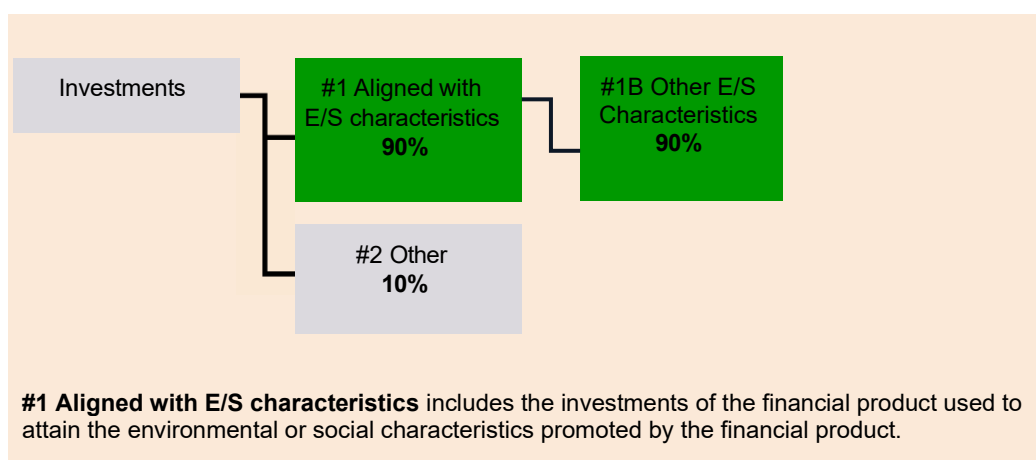 Investments
#1 Aligned with
E/S characteristics
90%
#1B Other E/S
Characteristics
90%
#2 Other
10%
#1 Aligned with E/S characteristics includes the investments of the financial product used to
attain the environmental or social characteristics promoted by the financial product.